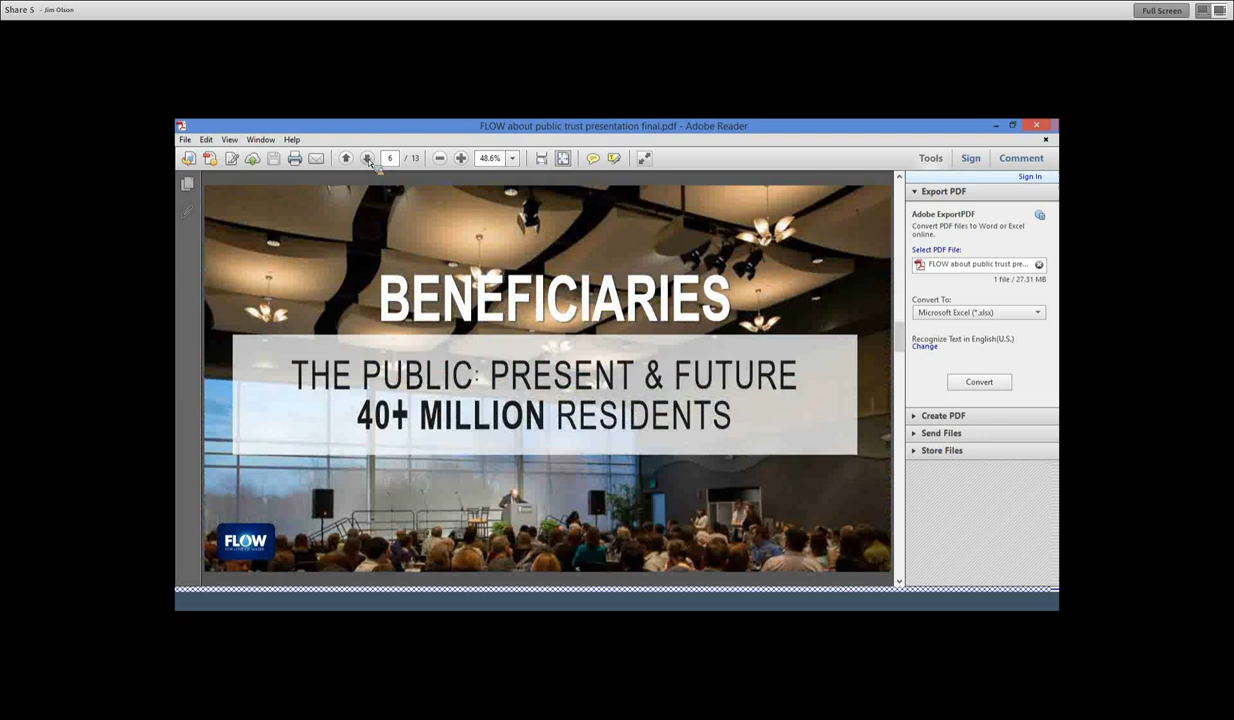 Share 5 - Jim Olson
Full Screen
FLOW about public trust presentation final.pdf - Adobe Reader
File Edit View Window Help
6 / 13 48.6%
Tools Sign Comment
Sign In
Export PDF
Adobe ExportPDF
Convert PDF files to Word or Excel
online.
Select PDF File:
FLOW about public trust pre...
1 file / 27.31 MB
Convert To:
Microsoft Excel (*.xlsx)
Recognize Text in English(U.S.)
Change
Convert
Create PDF
Send Files
Store Files
BENEFICIARIES
THE PUBLIC: PRESENT & FUTURE
40+ MILLION RESIDENTS
FLOW
FOR LOVE OF WATER